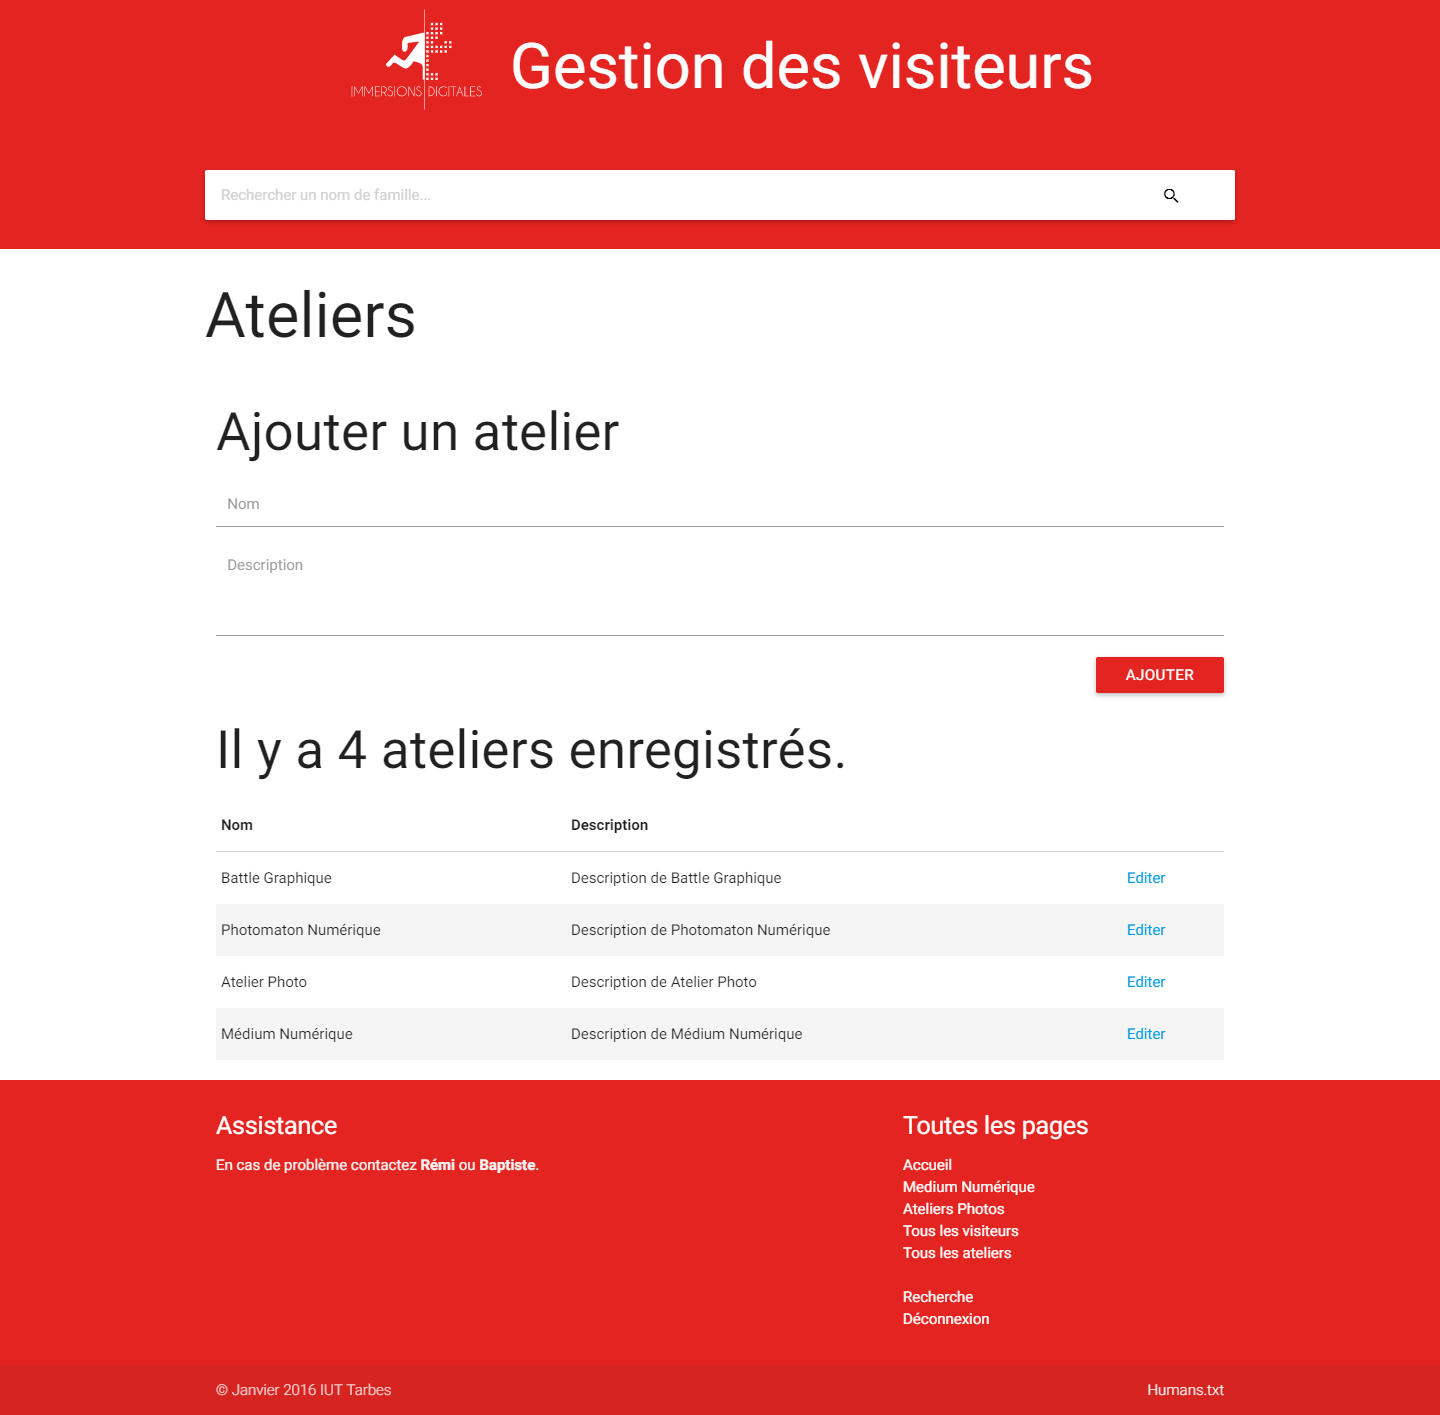 IMMERSIONS DIGITALES
Gestion des visiteurs
Rechercher un nom de famille...
Ateliers
Ajouter un atelier
Nom
Description
AJOUTER
Il y a 4 ateliers enregistrés.
Nom Description
Battle Graphique Description de Battle Graphique Editer
Photomaton Numérique Description de Photomaton Numérique Editer
Atelier Photo Description de Atelier Photo Editer
Médium Numérique Description de Médium Numérique Editer
Assistance
En cas de problème contactez Rémi ou Baptiste.
Toutes les pages
Accueil
Medium Numérique
Ateliers Photos
Tous les visiteurs
Tous les ateliers
Recherche
Déconnexion
© Janvier 2016 IUT Tarbes
Humans.txt